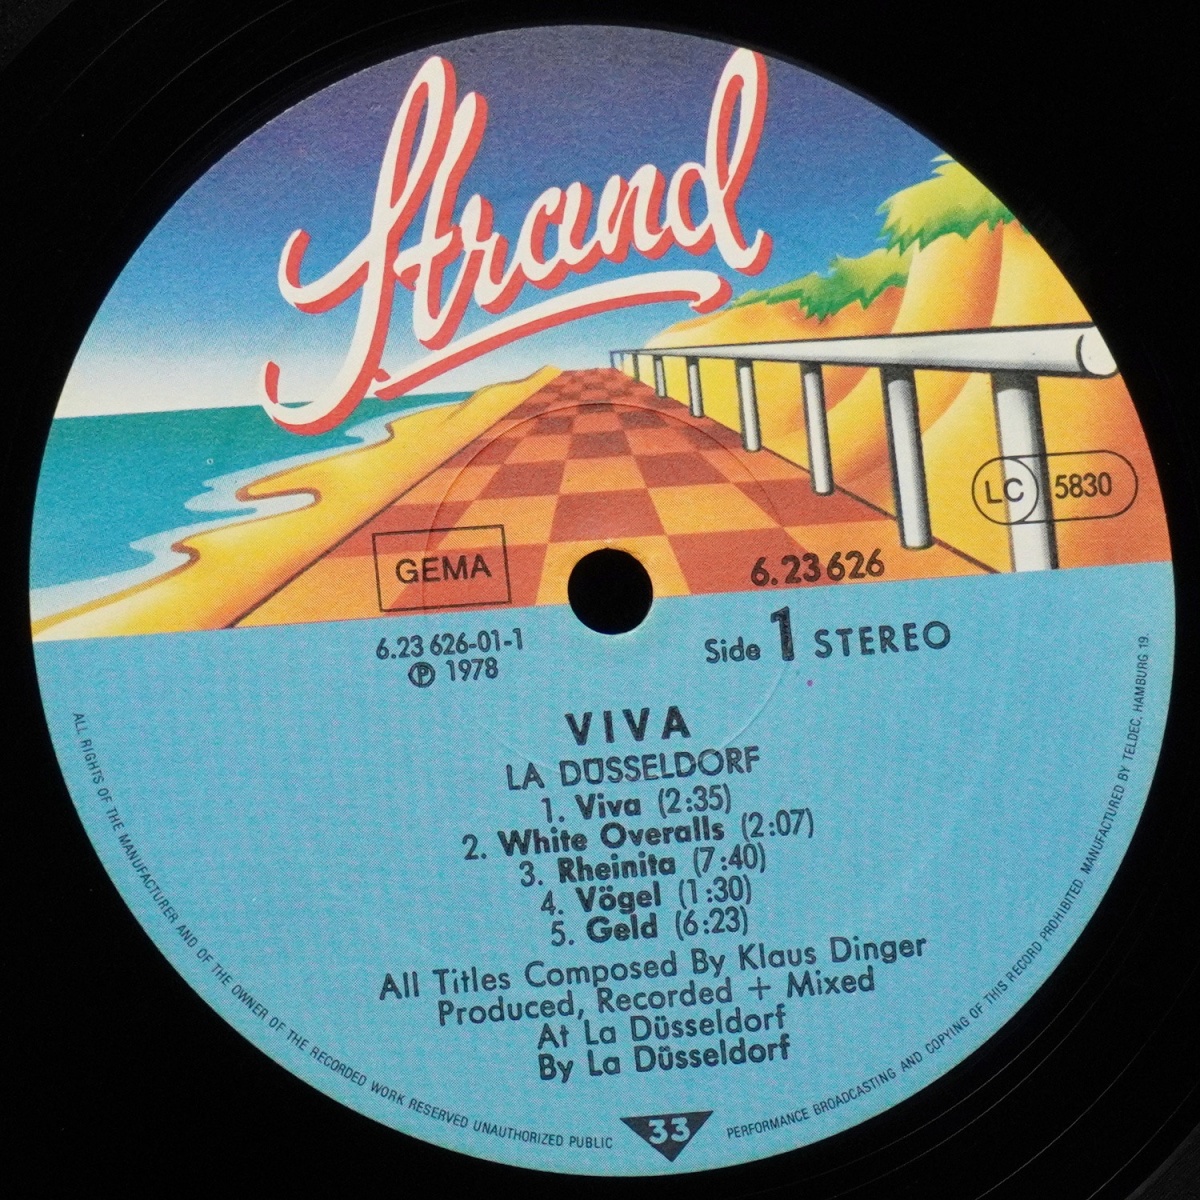 Strand
LC 5830
GEMA
6.23626
6.23 626-01-1
Ⓟ 1978
Side 1 STEREO
VIVA
LA DÜSSELDORF
1. Viva (2:35)
2. White Overalls (2:07)
3. Rheinita (7:40)
4. Vögel (1:30)
5. Geld (6:23)
All Titles Composed By Klaus Dinger
Produced, Recorded + Mixed
At La Düsseldorf
By La Düsseldorf
33
ALL RIGHTS OF THE MANUFACTURER AND OF THE OWNER OF THE RECORDED WORK RESERVED UNAUTHORIZED PUBLIC PERFORMANCE BROADCASTING AND COPYING OF THIS RECORD PROHIBITED. MANUFACTURED BY TELDEC, HAMBURG 19.